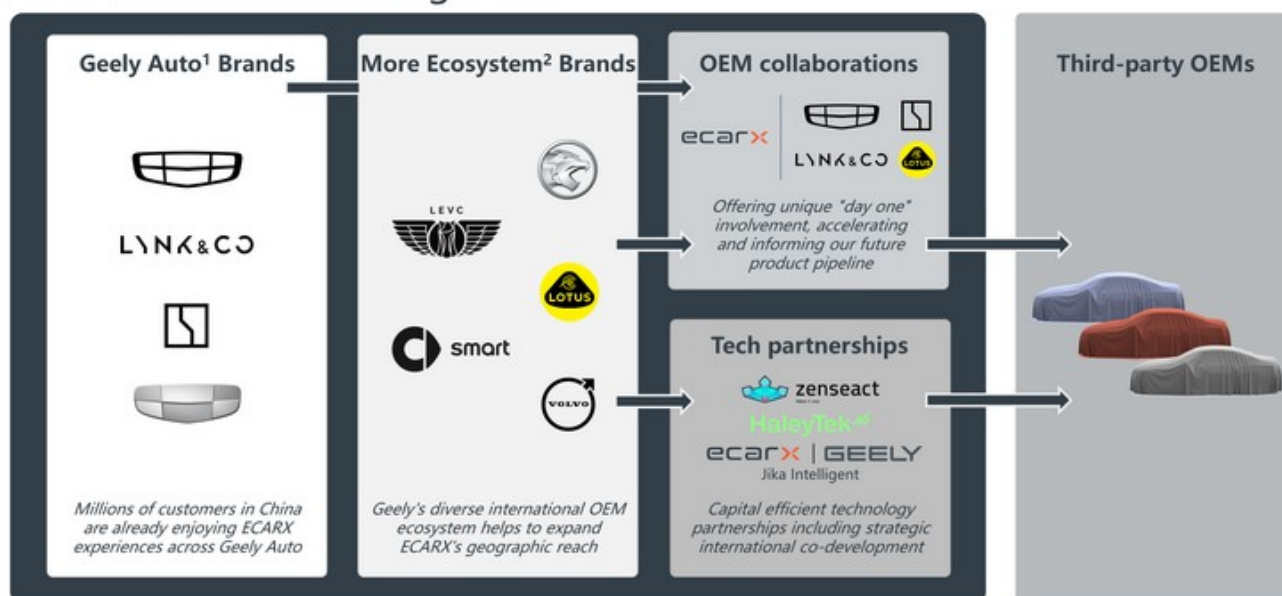 Geely Auto¹ Brands
LYNK & CO
Millions of customers in China
are already enjoying ECARX
experiences across Geely Auto
More Ecosystem² Brands
LEVC
LOTUS
smart
VOLVO
Geely's diverse international OEM
ecosystem helps to expand
ECARX's geographic reach
OEM collaborations
ecarx
LYNK & CO
LOTUS
Offering unique "day one"
involvement, accelerating
and informing our future
product pipeline
Tech partnerships
zenseact
HaleyTek
ecarx | GEELY
Jika Intelligent
Capital efficient technology
partnerships including strategic
international co-development
Third-party OEMs